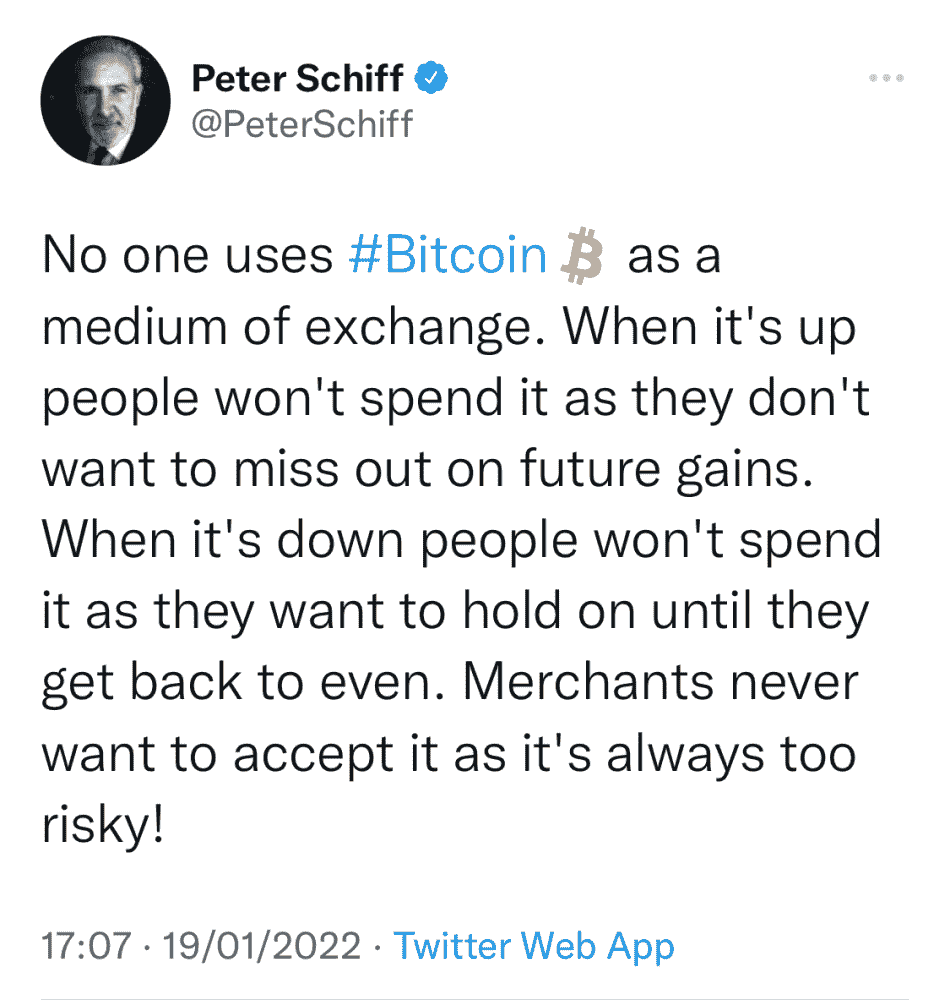 Peter Schiff
@PeterSchiff
No one uses #Bitcoin as a
medium of exchange. When it's up
people won't spend it as they don't
want to miss out on future gains.
When it's down people won't spend
it as they want to hold on until they
get back to even. Merchants never
want to accept it as it's always too
risky!
17:07 · 19/01/2022 · Twitter Web App